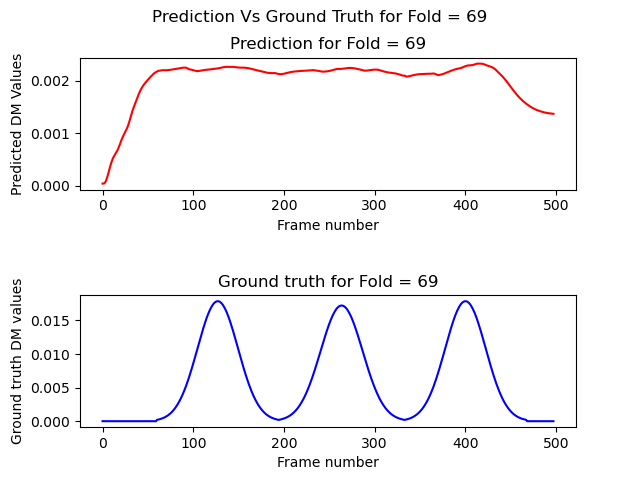 Prediction Vs Ground Truth for Fold = 69
Prediction for Fold = 69
Predicted DM Values
0.002
0.001
0.000
0 100 200 300 400 500
Frame number
Ground truth for Fold = 69
Ground truth DM values
0.015
0.010
0.005
0.000
0 100 200 300 400 500
Frame number